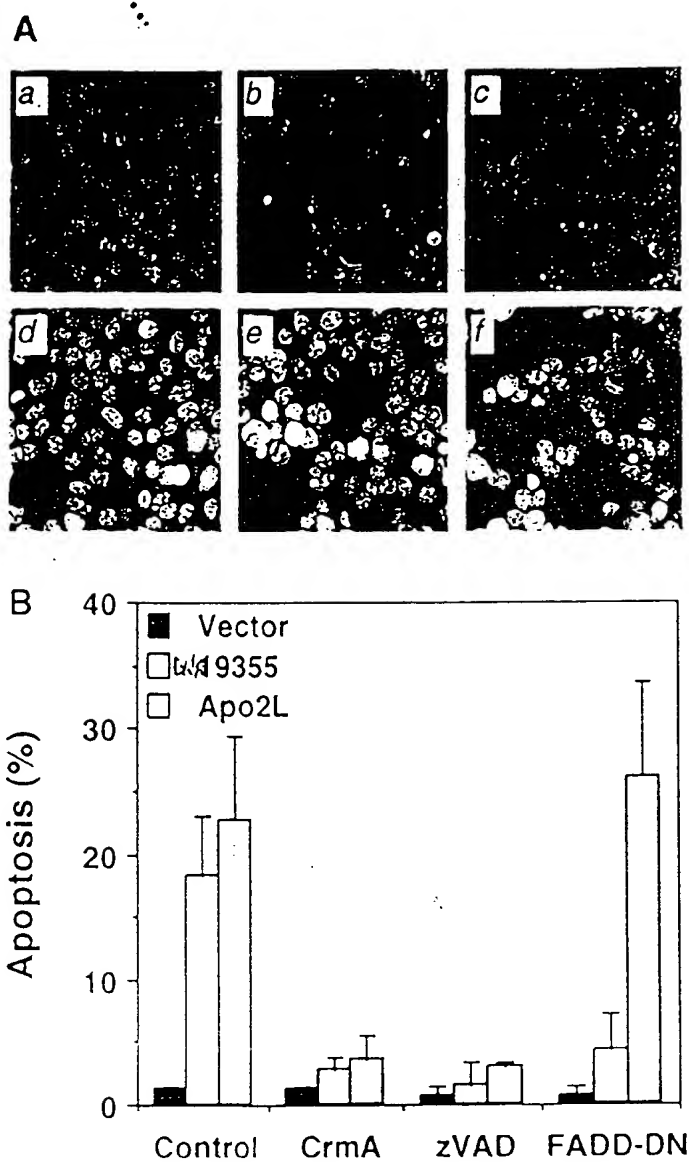 A
a. b c
d e f
B
40
Vector
9355
Apo2L
30
20
10
0
Apoptosis (%)
Control CrmA zVAD FADD-DN